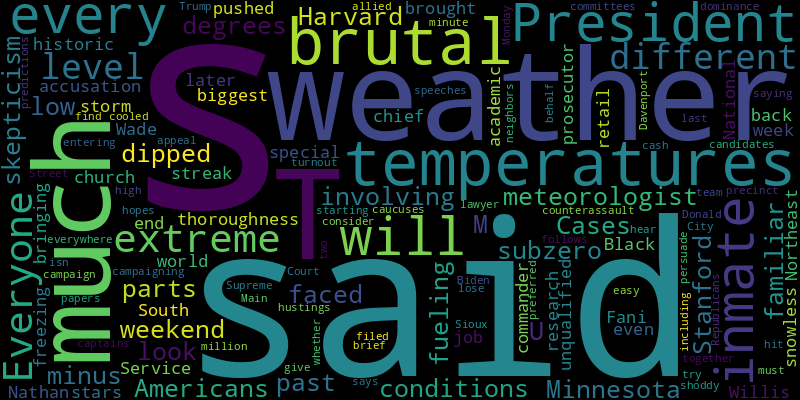 every
pushed
Harvard
allied
Trump
brought
committees
dominance
President
degrees
minute
Monday
historic
brutal
different
level
accusation
later
biggest
weather
skepticism
predictions
low
storm
find cooled
Wade
entering
appeal
dipped
special
chief
speeches
academic
neighbors
behalf
prosecutor
retail
Davenport
National
saying
last
back
week
candidates
cash
S
T
much
Street
church
streak
turnout
temperatures
high
hopes
involving
lawyer
meteorologist
team
precinct
Everyone
bringing
thoroughness
starting
caucuses
consider
M
counterassault
Donald
City
everywhere
end
extreme
will
two
follows
Cases
hear
subzero
Black
persuade
isn
world
campaign
campaigning
Court
Supreme
Main
freezing
papers
parts
faced
hustings
fueling
Biden
lose
commander
preferred
research
unqualified
easy
Fani
even
Stanford
Republicans
inmate
familiar
Northeast
snowless
South
weekend
captains
million
whether
filed
brief
Sioux
job
U
including
together
hit
look
Service
give
says
try
shoddy
must
minus
Nathan
stars
Americans
past
conditions
Minnesota
Willis
said